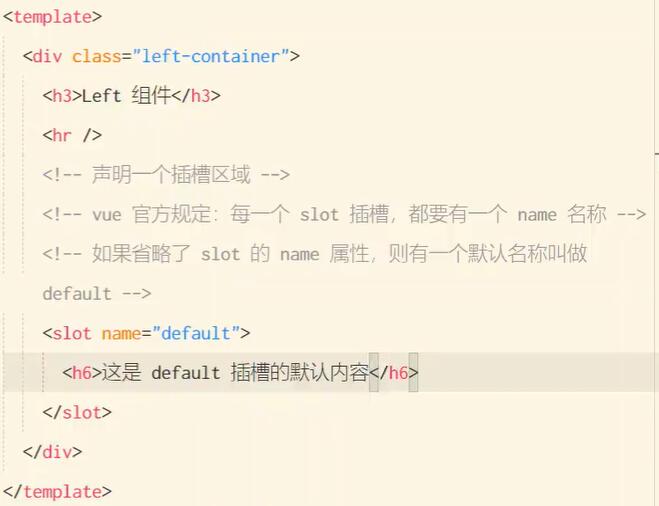 <template>
<div class="left-container">
<h3>Left 组件</h3>
<hr />
<!-- 声明一个插槽区域 -->
<!-- vue 官方规定：每一个 slot 插槽，都要有一个 name 名称 -->
<!-- 如果省略了 slot 的 name 属性，则有一个默认名称叫做
default -->
<slot name="default">
<h6>这是 default 插槽的默认内容</h6>
</slot>
</div>
</template>